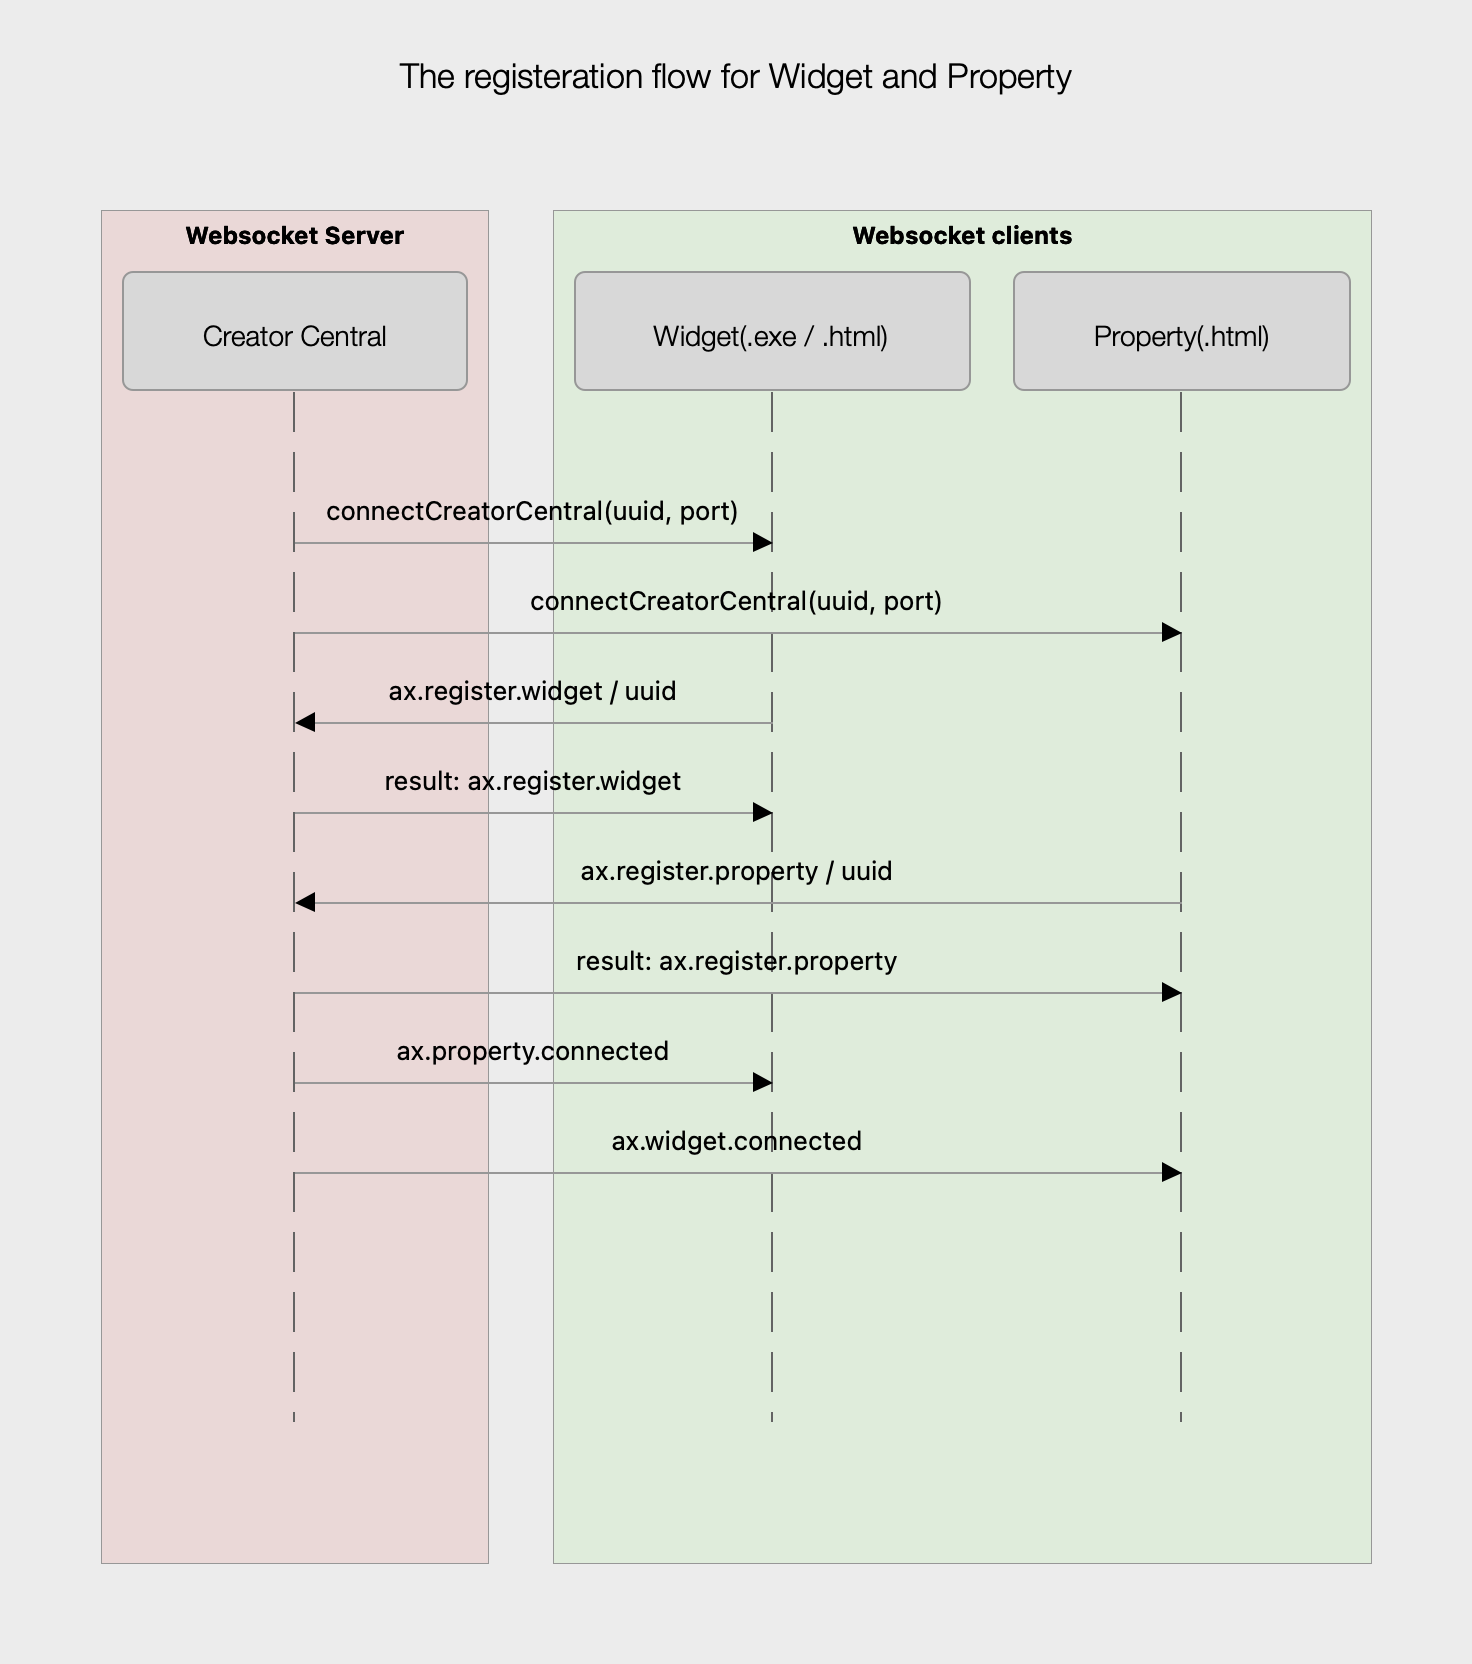 The registeration flow for Widget and Property
Websocket Server
Websocket clients
Creator Central
Widget(.exe / .html)
Property(.html)
connectCreatorCentral(uuid, port)
connectCreatorCentral(uuid, port)
ax.register.widget / uuid
result: ax.register.widget
ax.register.property / uuid
result: ax.register.property
ax.property.connected
ax.widget.connected